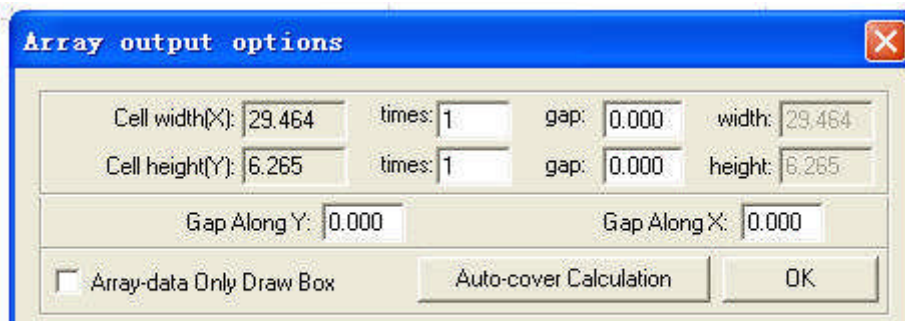 Array output options
Cell width(X): 29.464 times: 1 gap: 0.000 width: 29.464
Cell height(Y): 6.265 times: 1 gap: 0.000 height: 6.265
Gap Along Y: 0.000 Gap Along X: 0.000
Array-data Only Draw Box Auto-cover Calculation OK